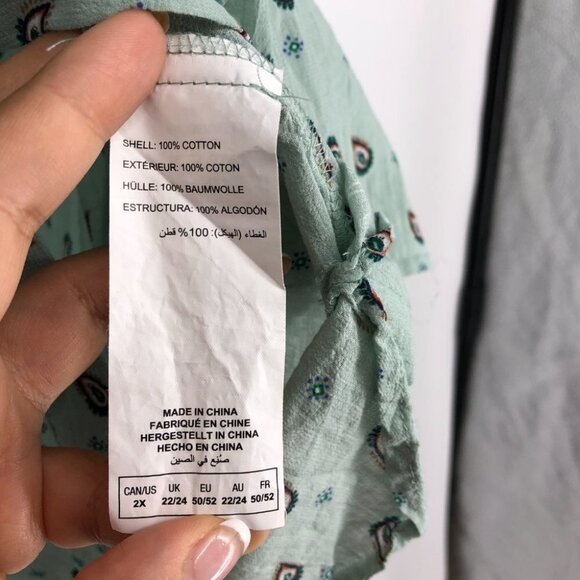 SHELL: 100% COTTON
EXTÉRIEUR: 100% COTON
HÜLLE: 100% BAUMWOLLE
ESTRUCTURA: 100% ALGODÓN
الغطاء (الهيكل): 100% قطن
MADE IN CHINA
FABRIQUÉ EN CHINE
HERGESTELLT IN CHINA
HECHO EN CHINA
صُنِع في الصين
CAN/US UK EU AU FR
2X 22/24 50/52 22/24 50/52